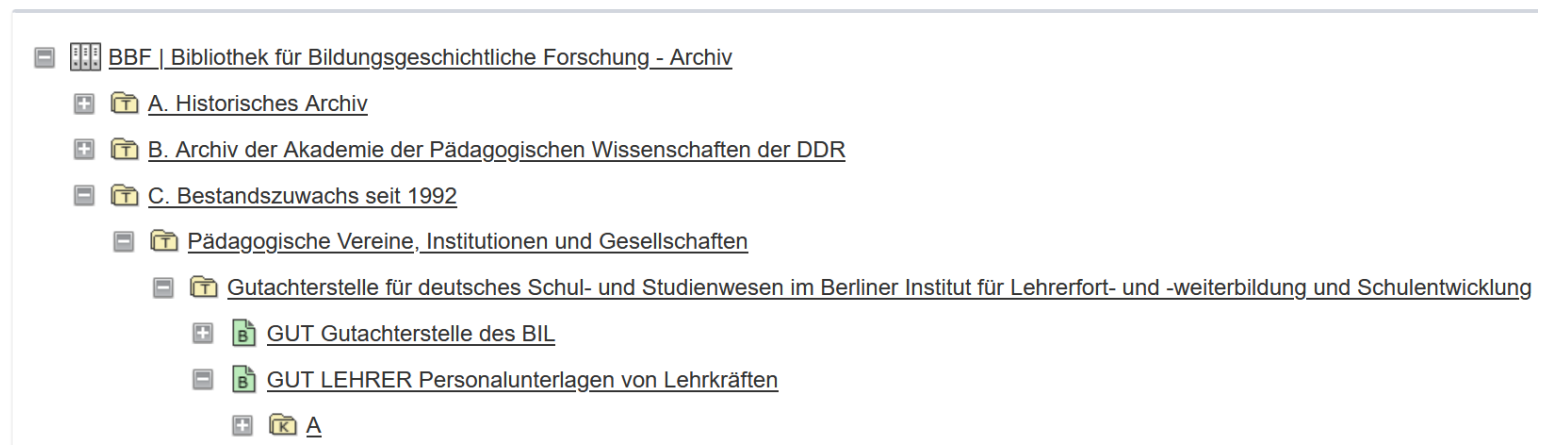 BBF | Bibliothek für Bildungsgeschichtliche Forschung - Archiv
T A. Historisches Archiv
T B. Archiv der Akademie der Pädagogischen Wissenschaften der DDR
T C. Bestandszuwachs seit 1992
T Pädagogische Vereine, Institutionen und Gesellschaften
T Gutachterstelle für deutsches Schul- und Studienwesen im Berliner Institut für Lehrerfort- und -weiterbildung und Schulentwicklung
B GUT Gutachterstelle des BIL
B GUT LEHRER Personalunterlagen von Lehrkräften
K A